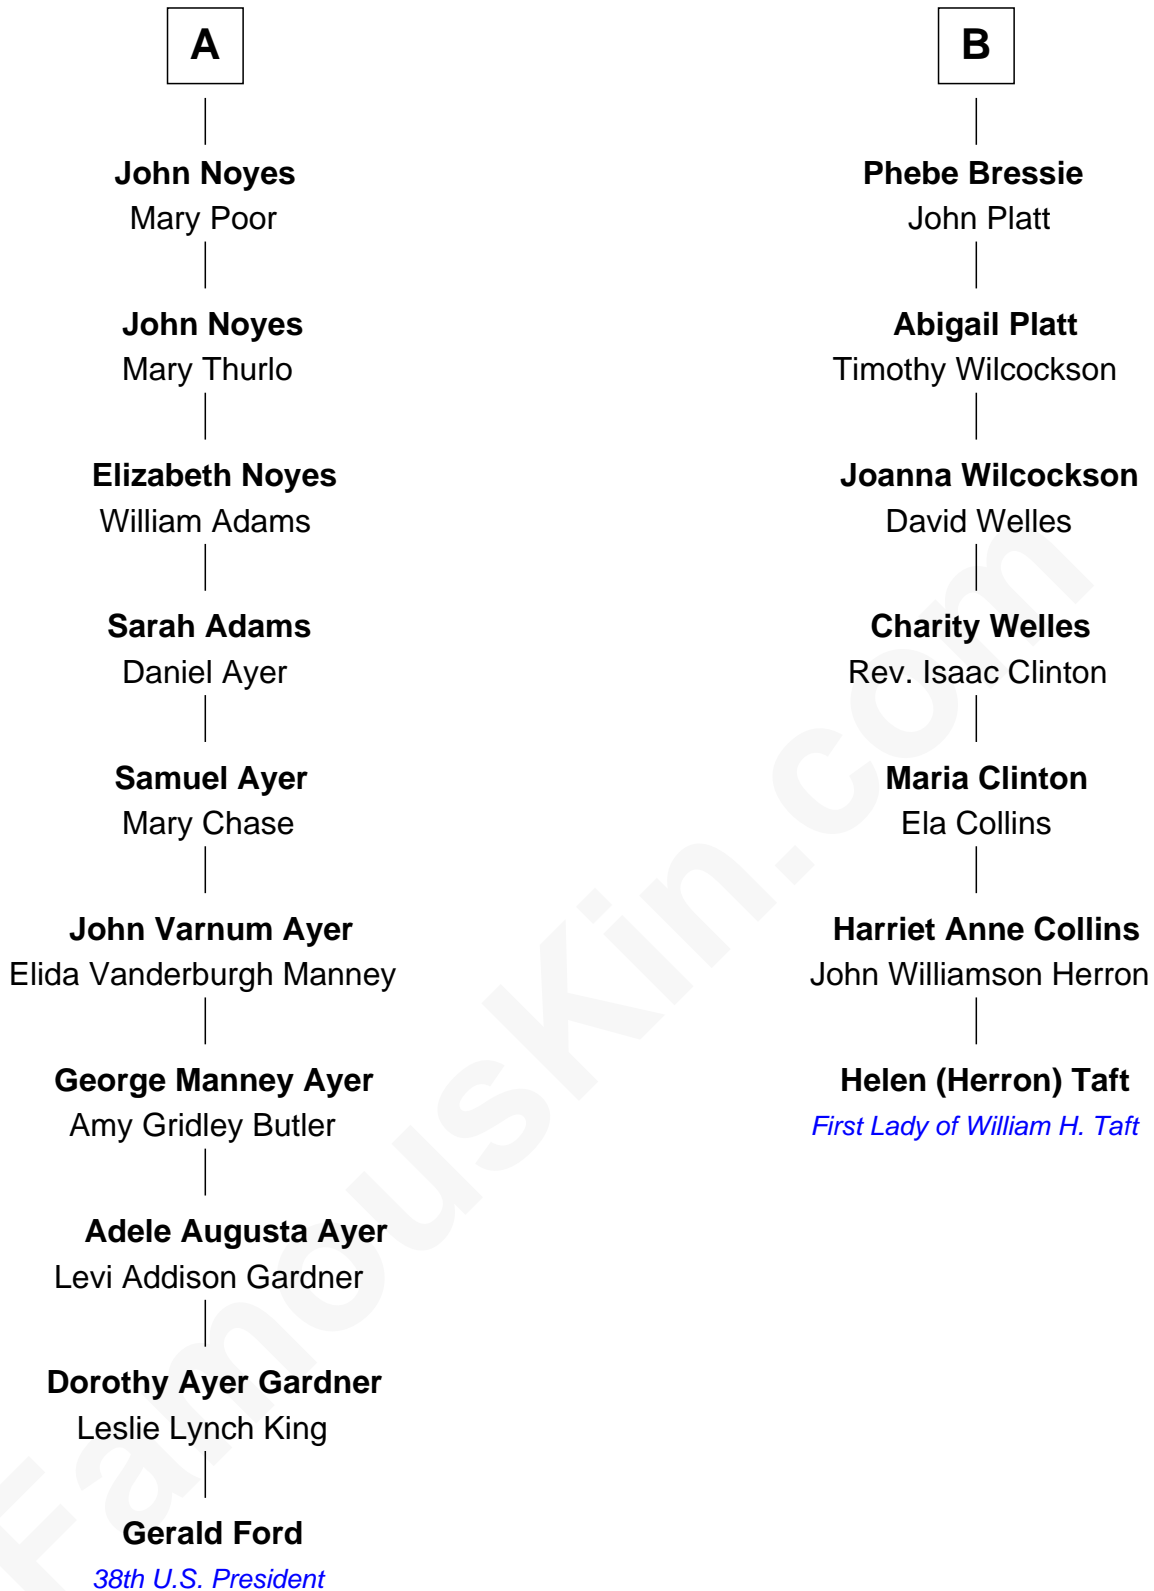 A
John Noyes
Mary Poor
John Noyes
Mary Thurlo
Elizabeth Noyes
William Adams
Sarah Adams
Daniel Ayer
Samuel Ayer
Mary Chase
John Varnum Ayer
Elida Vanderburgh Manney
George Manney Ayer
Amy Gridley Butler
Adele Augusta Ayer
Levi Addison Gardner
Dorothy Ayer Gardner
Leslie Lynch King
Gerald Ford
38th U.S. President
B
Phebe Bressie
John Platt
Abigail Platt
Timothy Wilcockson
Joanna Wilcockson
David Welles
Charity Welles
Rev. Isaac Clinton
Maria Clinton
Ela Collins
Harriet Anne Collins
John Williamson Herron
Helen (Herron) Taft
First Lady of William H. Taft
FamousKin.com